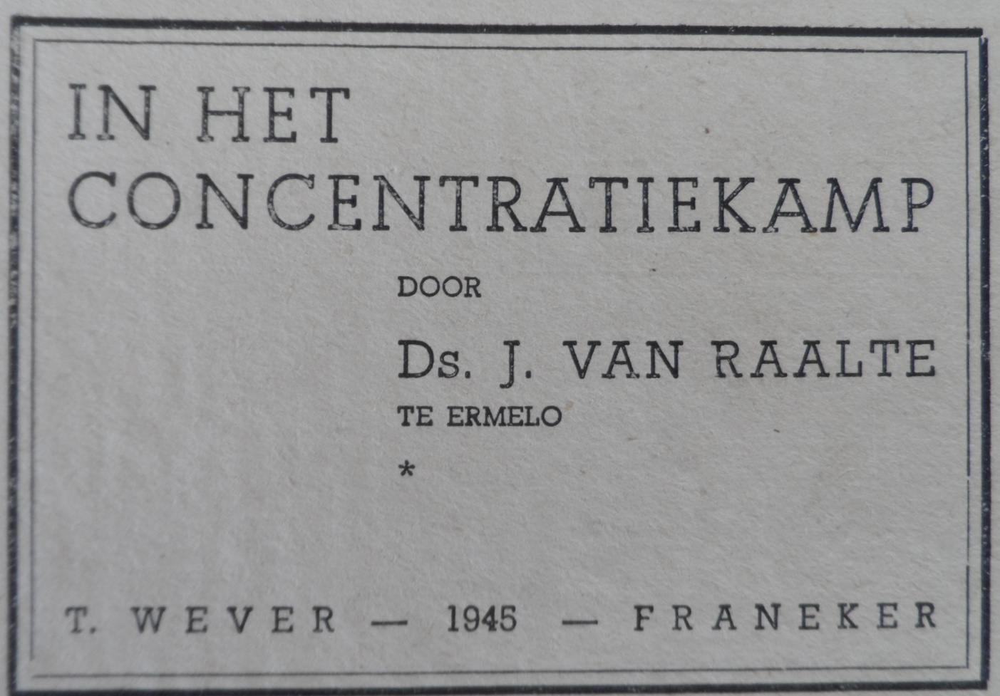 IN HET
CONCENTRATIEKAMP
DOOR
Ds. J. VAN RAALTE
TE ERMELO
*
T. WEVER — 1945 — FRANEKER